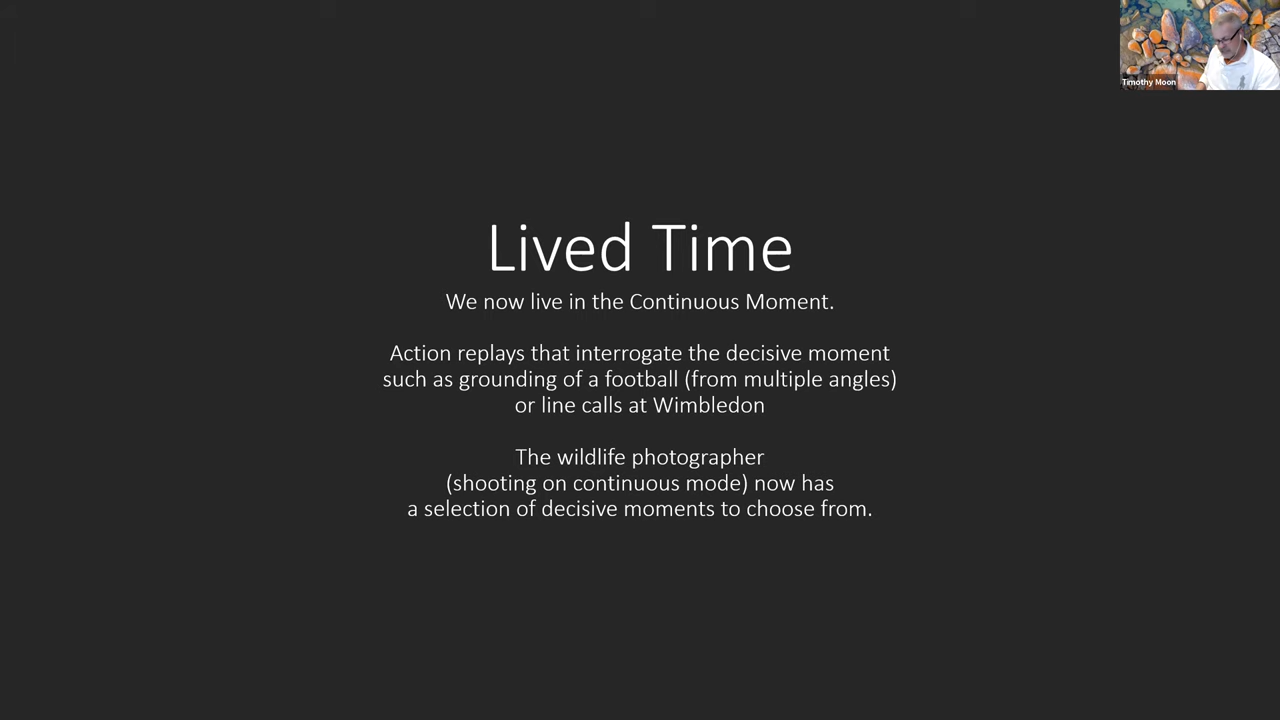 Timothy Moon
Lived Time
We now live in the Continuous Moment.
Action replays that interrogate the decisive moment
such as grounding of a football (from multiple angles)
or line calls at Wimbledon
The wildlife photographer
(shooting on continuous mode) now has
a selection of decisive moments to choose from.